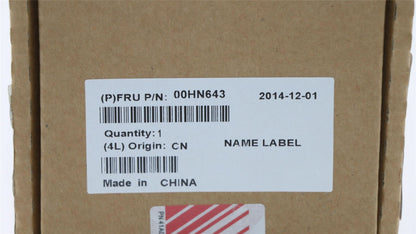 (P)FRU P/N: 00HN643 2014-12-01
Quantity:1
(4L) Origin: CN NAME LABEL
Made in CHINA